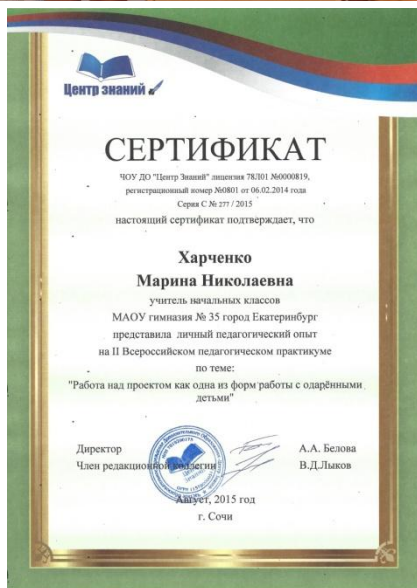 Центр знаний
СЕРТИФИКАТ
ЧОУ ДО "Центр Знаний" лицензия 78Л01 №0000819,
регистрационный номер №0801 от 06.02.2014 года
Серия С № 277 / 2015
настоящий сертификат подтверждает, что
Харченко
Марина Николаевна
учитель начальных классов
МАОУ гимназия № 35 город Екатеринбург
представила личный педагогический опыт
на II Всероссийском педагогическом практикуме
по теме:
"Работа над проектом как одна из форм работы с одарёнными
детьми"
Директор А.А. Белова
Член редакционной коллегии В.Д.Лыков
Август, 2015 год
г. Сочи